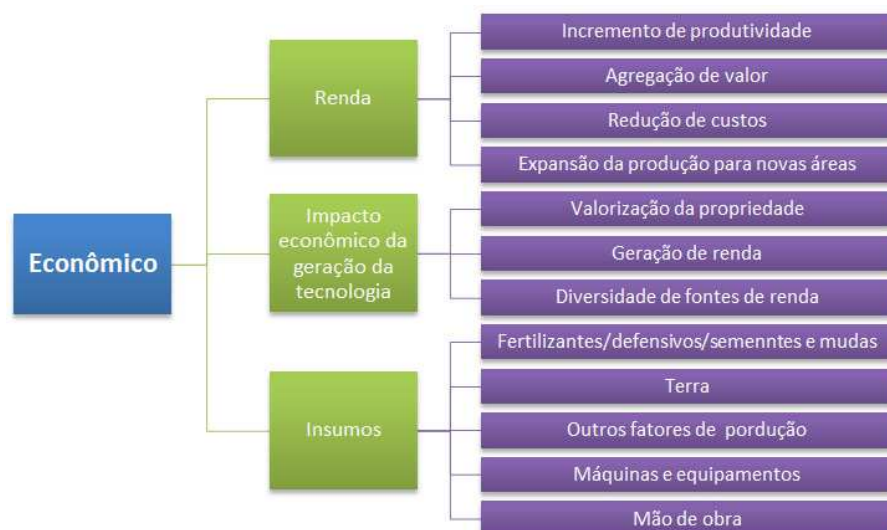 Econômico
Renda
Incremento de produtividade
Agregação de valor
Redução de custos
Expansão da produção para novas áreas
Impacto
econômico da
geração da
tecnologia
Valorização da propriedade
Geração de renda
Diversidade de fontes de renda
Insumos
Fertilizantes/defensivos/sementntes e mudas
Terra
Outros fatores de pordução
Máquinas e equipamentos
Mão de obra